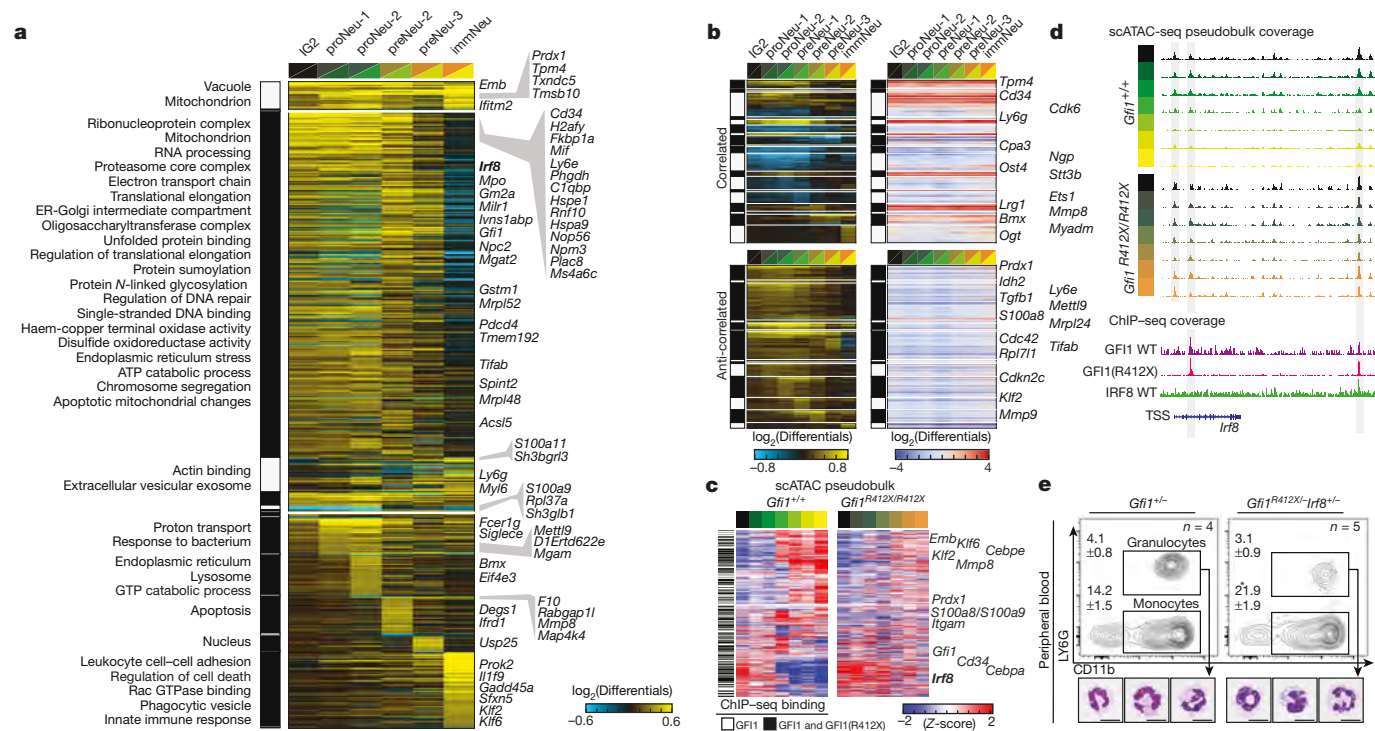 a
IG2
proNeu-1
proNeu-2
preNeu-2
preNeu-3
immNeu
Vacuole
Mitochondrion
Ribonucleoprotein complex
Mitochondrion
RNA processing
Proteasome core complex
Electron transport chain
Translational elongation
ER-Golgi intermediate compartment
Oligosaccharyltransferase complex
Unfolded protein binding
Regulation of translational elongation
Protein sumoylation
Protein N-linked glycosylation
Regulation of DNA repair
Single-stranded DNA binding
Haem-copper terminal oxidase activity
Disulfide oxidoreductase activity
Endoplasmic reticulum stress
ATP catabolic process
Chromosome segregation
Apoptotic mitochondrial changes
Actin binding
Extracellular vesicular exosome
Proton transport
Response to bacterium
Endoplasmic reticulum
Lysosome
GTP catabolic process
Apoptosis
Nucleus
Leukocyte cell–cell adhesion
Regulation of cell death
Rac GTPase binding
Phagocytic vesicle
Innate immune response
Emb
Ifitm2
Irf8
Mpo
Gm2a
Milr1
Ivns1abp
Gfi1
Npc2
Mgat2
Gstm1
Mrpl52
Pdcd4
Tmem192
Tifab
Spint2
Mrpl48
Acsl5
Ly6g
Myl6
Fcer1g
Siglece
Bmx
Eif4e3
Degs1
Ifrd1
Usp25
Prok2
Il1f9
Gadd45a
Sfxn5
Klf2
Klf6
Prdx1
Tpm4
Txndc5
Tmsb10
Cd34
H2afy
Fkbp1a
Mif
Ly6e
Phgdh
C1qbp
Hspe1
Rnf10
Hspa9
Nop56
Npm3
Plac8
Ms4a6c
S100a11
Sh3bgrl3
S100a9
Rpl37a
Sh3glb1
Mettl9
D1Ertd622e
Mgam
F10
Rabgap1l
Mmp8
Map4k4
log2(Differentials)
−0.6 0.6
b
IG2
proNeu-1
proNeu-2
preNeu-1
preNeu-2
preNeu-3
immNeu
IG2
proNeu-1
proNeu-2
preNeu-1
preNeu-2
preNeu-3
immNeu
Correlated
Anti-correlated
Tpm4
Cd34
Ly6g
Cpa3
Ost4
Lrg1
Bmx
Ogt
Prdx1
Idh2
Tgfb1
S100a8
Cdc42
Rpl7l1
Cdkn2c
Klf2
Mmp9
Cdk6
Ngp
Stt3b
Ets1
Mmp8
Myadm
Ly6e
Mettl9
Mrpl24
Tifab
log2(Differentials)
−0.8 0.8
log2(Differentials)
−4 4
c
scATAC pseudobulk
Gfi1+/+ Gfi1R412X/R412X
Emb
Klf6
Cebpe
Klf2
Mmp8
Prdx1
S100a8/S100a9
Itgam
Gfi1
Cd34
Cebpa
Irf8
ChIP–seq binding
GFI1 GFI1 and GFI1(R412X)
−2 2
(Z-score)
d
scATAC-seq pseudobulk coverage
Gfi1+/+
Gfi1 R412X/R412X
ChIP–seq coverage
GFI1 WT
GFI1(R412X)
IRF8 WT
TSS
Irf8
e
Gfi1+/− Gfi1R412X/−Irf8+/−
n = 4
4.1
±0.8
Granulocytes
14.2
±1.5
Monocytes
n = 5
3.1
±0.9
*
21.9
±1.9
Peripheral blood
LY6G
CD11b